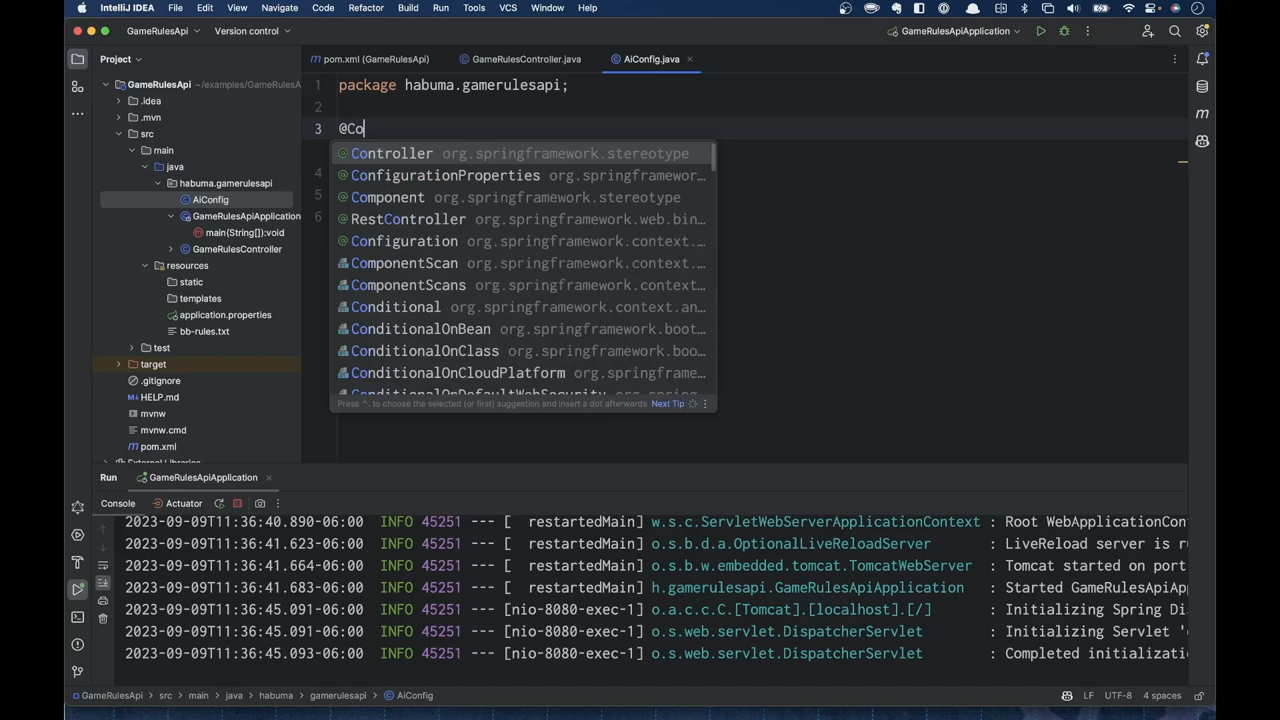 IntelliJ IDEA File Edit View Navigate Code Refactor Build Run Tools VCS Window Help
GameRulesApi Version control GameRulesApiApplication
Project
pom.xml (GameRulesApi) GameRulesController.java AiConfig.java
GameRulesApi ~/examples/GameRulesA
.idea
.mvn
src
main
java
habuma.gamerulesapi
AiConfig
GameRulesApiApplication
main(String[]):void
GameRulesController
resources
static
templates
application.properties
bb-rules.txt
test
target
.gitignore
HELP.md
mvnw
mvnw.cmd
pom.xml
1 package habuma.gamerulesapi;
2
3 @Co
4
5
6
Controller org.springframework.stereotype
ConfigurationProperties org.springframewor...
Component org.springframework.stereotype
RestController org.springframework.web.bin...
Configuration org.springframework.context....
ComponentScan org.springframework.context....
ComponentScans org.springframework.context...
Conditional org.springframework.context.an...
ConditionalOnBean org.springframework.boot...
ConditionalOnClass org.springframework.boo...
ConditionalOnCloudPlatform org.springframe...
ConditionalOnDefaultWebSecurity org.spring
Press ^. to choose the selected (or first) suggestion and insert a dot afterwards Next Tip
Run GameRulesApiApplication
Console Actuator
2023-09-09T11:36:40.890-06:00 INFO 45251 --- [ restartedMain] w.s.c.ServletWebServerApplicationContext : Root WebApplicationCon
2023-09-09T11:36:41.623-06:00 INFO 45251 --- [ restartedMain] o.s.b.d.a.OptionalLiveReloadServer : LiveReload server is ru
2023-09-09T11:36:41.664-06:00 INFO 45251 --- [ restartedMain] o.s.b.w.embedded.tomcat.TomcatWebServer : Tomcat started on port
2023-09-09T11:36:41.683-06:00 INFO 45251 --- [ restartedMain] h.gamerulesapi.GameRulesApiApplication : Started GameRulesApiAp
2023-09-09T11:36:45.091-06:00 INFO 45251 --- [nio-8080-exec-1] o.a.c.c.C.[Tomcat].[localhost].[/] : Initializing Spring Di
2023-09-09T11:36:45.091-06:00 INFO 45251 --- [nio-8080-exec-1] o.s.web.servlet.DispatcherServlet : Initializing Servlet '
2023-09-09T11:36:45.093-06:00 INFO 45251 --- [nio-8080-exec-1] o.s.web.servlet.DispatcherServlet : Completed initializati
GameRulesApi > src > main > java > habuma > gamerulesapi > AiConfig LF UTF-8 4 spaces